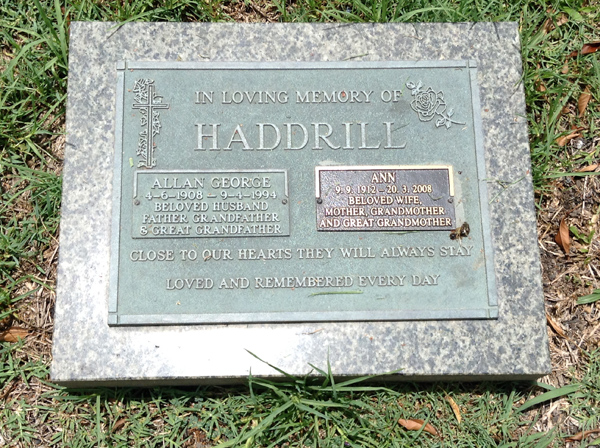 IN LOVING MEMORY OF
HADDRILL
ALLAN GEORGE
4-6-1908 - 9-4-1994
BELOVED HUSBAND
FATHER, GRANDFATHER
& GREAT GRANDFATHER
ANN
9.9.1912 - 20.3.2008
BELOVED WIFE,
MOTHER, GRANDMOTHER
AND GREAT GRANDMOTHER
CLOSE TO OUR HEARTS THEY WILL ALWAYS STAY
LOVED AND REMEMBERED EVERY DAY